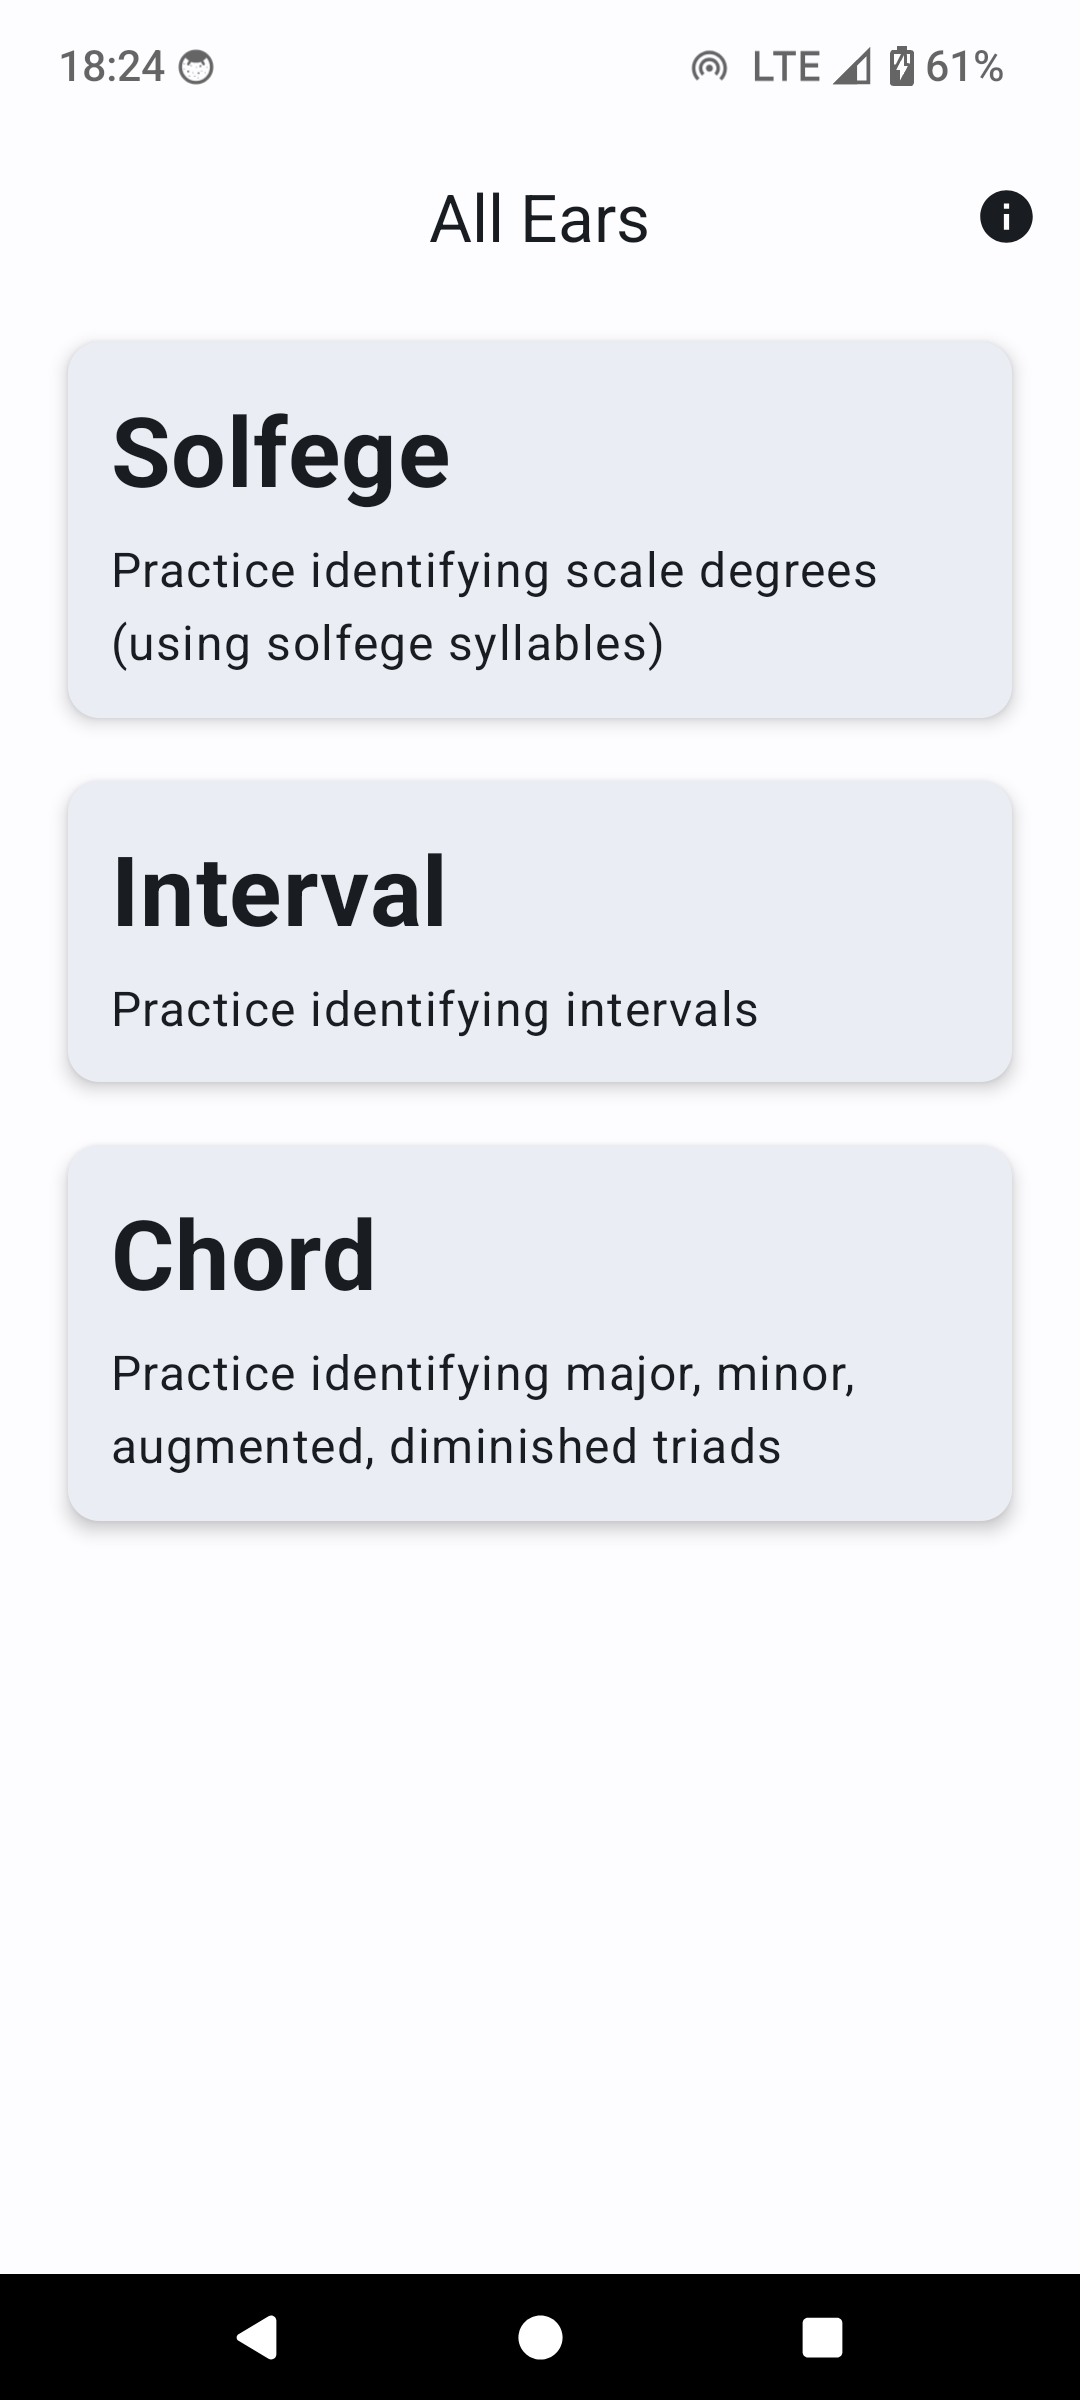 18:24 LTE 61%
All Ears
Solfege
Practice identifying scale degrees
(using solfege syllables)
Interval
Practice identifying intervals
Chord
Practice identifying major, minor,
augmented, diminished triads